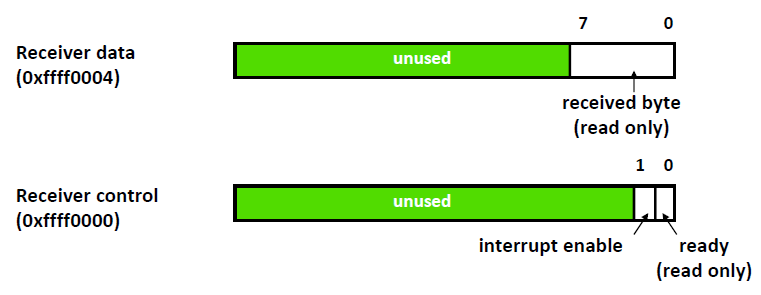 7 0
Receiver data
(0xffff0004)
unused
received byte
(read only)
1 0
Receiver control
(0xffff0000)
unused
interrupt enable
ready
(read only)